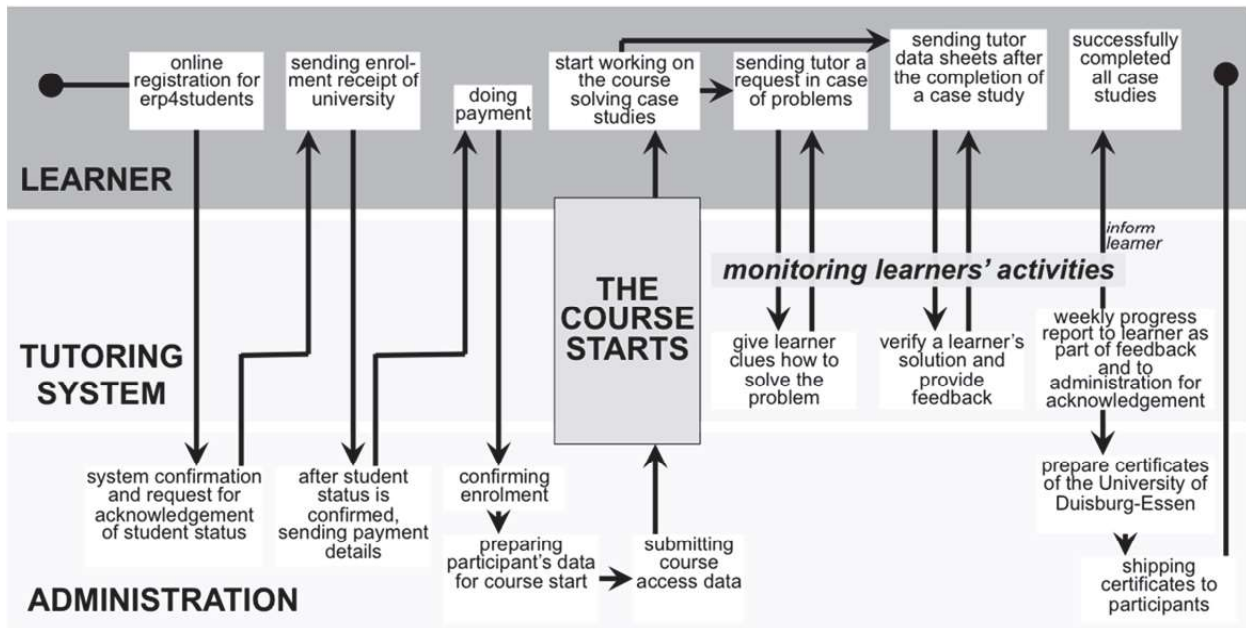 online
registration for
erp4students
sending enrol-
ment receipt of
university
doing
payment
start working on
the course
solving case
studies
sending tutor a
request in case
of problems
sending tutor
data sheets after
the completion of
a case study
successfully
completed
all case
studies
LEARNER
inform
learner
monitoring learners' activities
THE
COURSE
STARTS
TUTORING
SYSTEM
give learner
clues how to
solve the
problem
verify a learner's
solution and
provide
feedback
weekly progress
report to learner as
part of feedback
and to
administration for
acknowledgement
system confirmation
and request for
acknowledgement
of student status
after student
status is
confirmed,
sending payment
details
confirming
enrolment
preparing
participant's data
for course start
submitting
course
access data
prepare certificates
of the University of
Duisburg-Essen
shipping
certificates to
participants
ADMINISTRATION